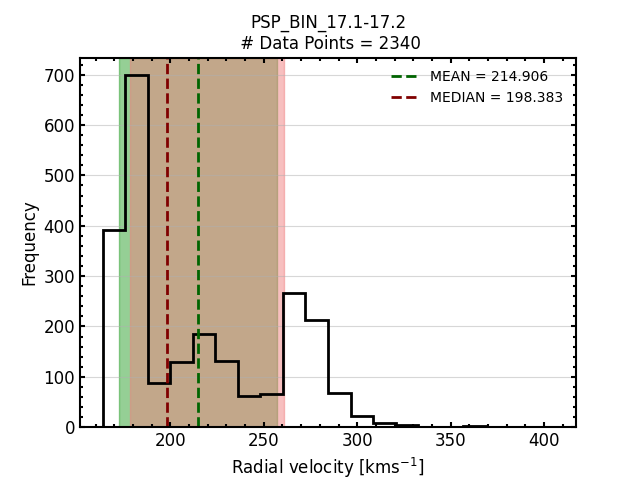 PSP_BIN_17.1-17.2
# Data Points = 2340
MEAN = 214.906
MEDIAN = 198.383
Frequency
700
600
500
400
300
200
100
0
200 250 300 350 400
Radial velocity [kms⁻¹]